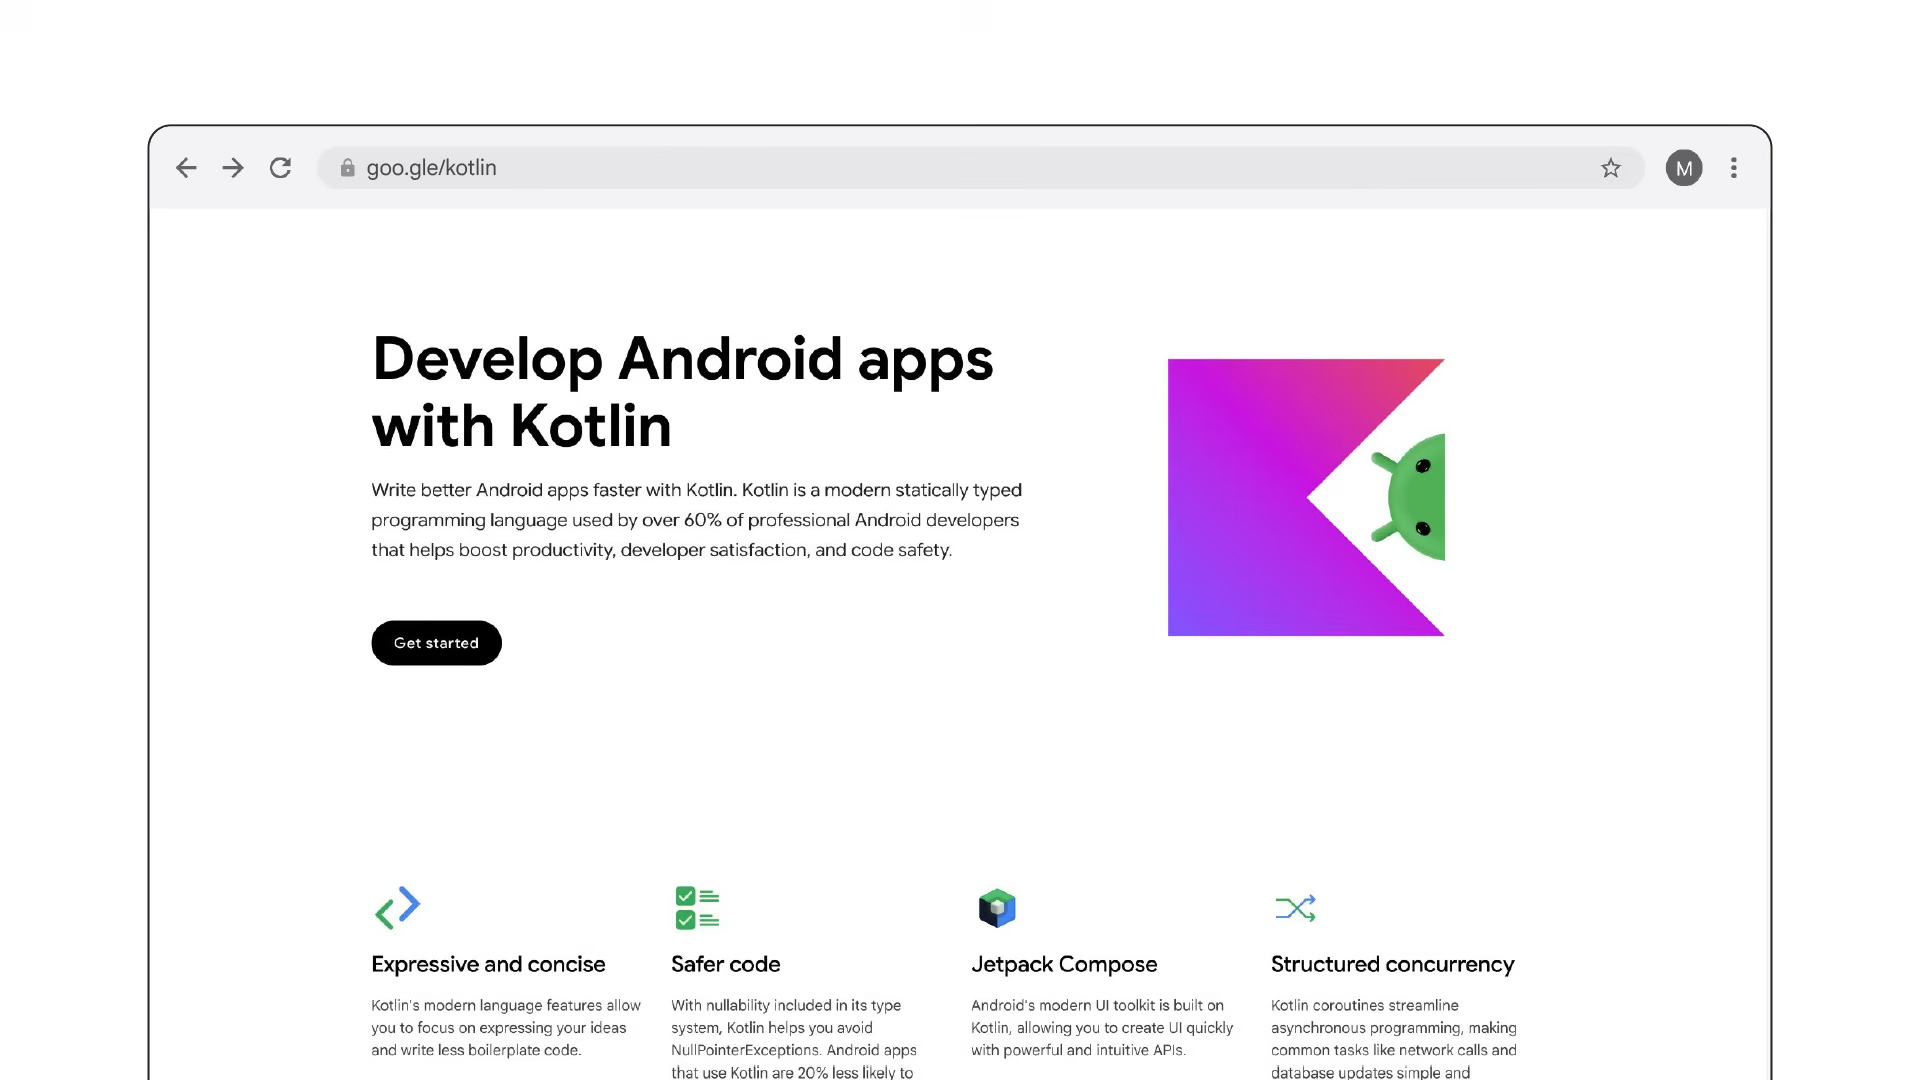 goo.gle/kotlin
M
Develop Android apps
with Kotlin
Write better Android apps faster with Kotlin. Kotlin is a modern statically typed
programming language used by over 60% of professional Android developers
that helps boost productivity, developer satisfaction, and code safety.
Get started
Expressive and concise
Kotlin's modern language features allow
you to focus on expressing your ideas
and write less boilerplate code.
Safer code
With nullability included in its type
system, Kotlin helps you avoid
NullPointerExceptions. Android apps
that use Kotlin are 20% less likely to
Jetpack Compose
Android's modern UI toolkit is built on
Kotlin, allowing you to create UI quickly
with powerful and intuitive APIs.
Structured concurrency
Kotlin coroutines streamline
asynchronous programming, making
common tasks like network calls and
database updates simple and